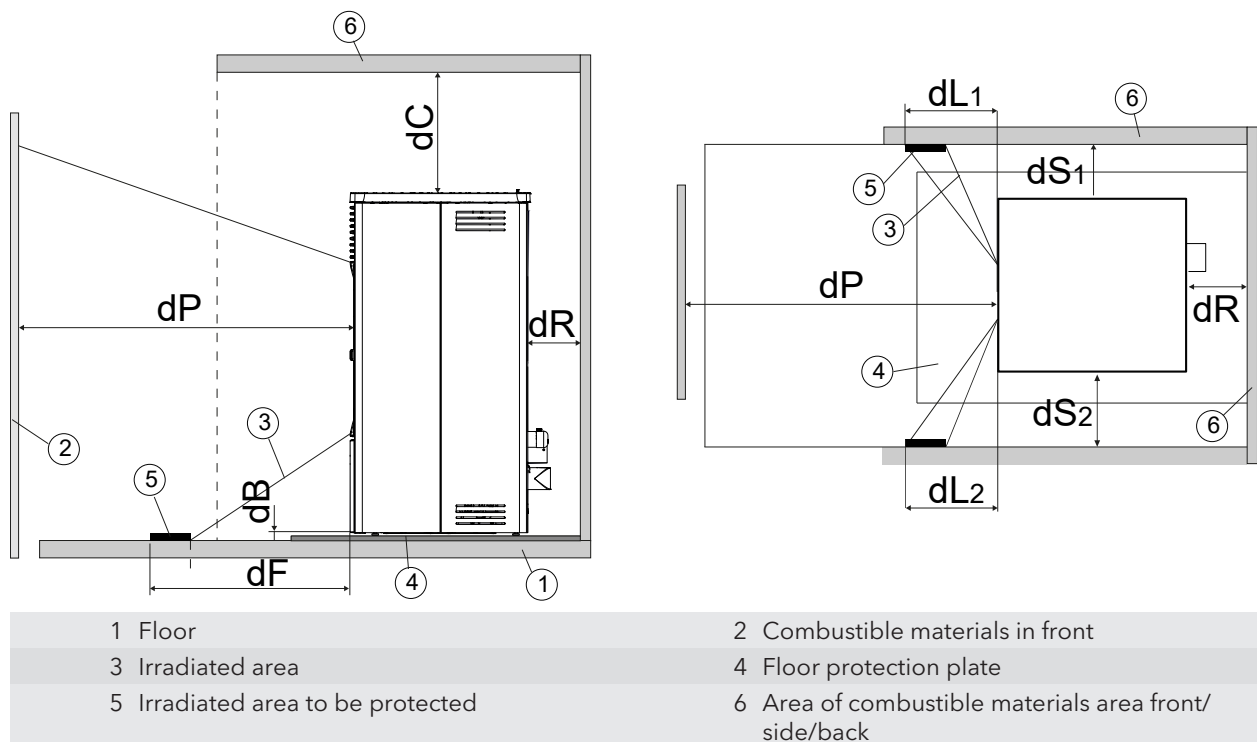 6
dC
dP
dR
3
2
5
dB
dF
4
1
6
dL1
5
dS1
3
dP
dR
4
dS2
6
dL2
1 Floor
2 Combustible materials in front
3 Irradiated area
4 Floor protection plate
5 Irradiated area to be protected
6 Area of combustible materials area front/
side/back